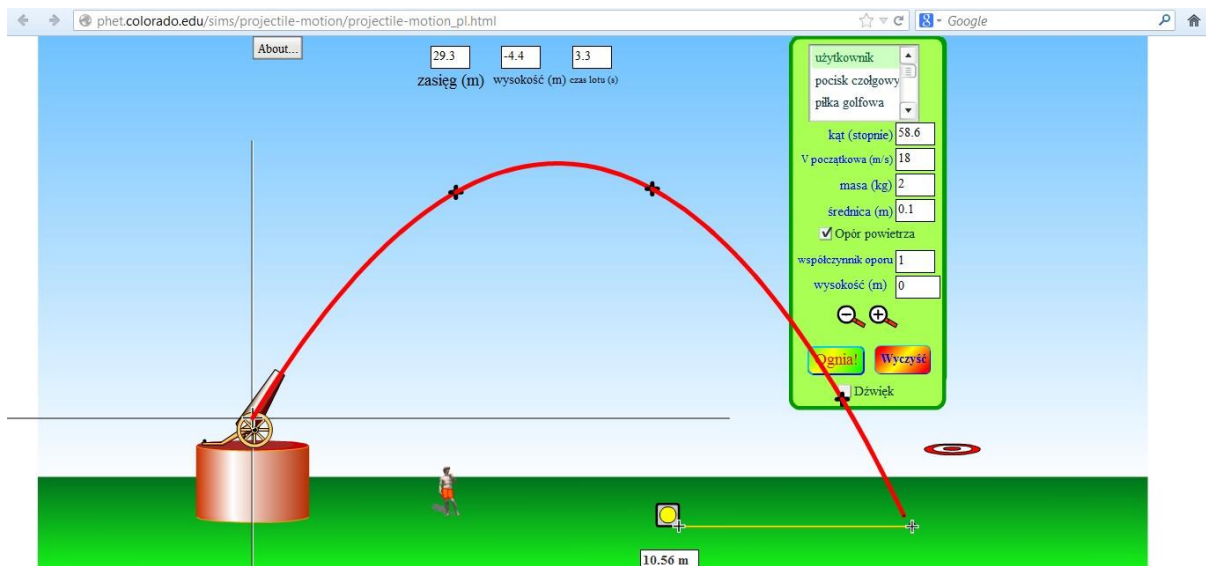 phet.colorado.edu/sims/projectile-motion/projectile-motion_pl.html
Google
About...
29.3
-4.4
3.3
zasięg (m)
wysokość (m)
czas lotu (s)
użytkownik
pocisk czołgowy
piłka golfowa
kąt (stopnie) 58.6
V początkowa (m/s) 18
masa (kg) 2
średnica (m) 0.1
Opór powietrza
współczynnik oporu 1
wysokość (m) 0
Ognia!
Wyczyść
Dźwięk
10.56 m